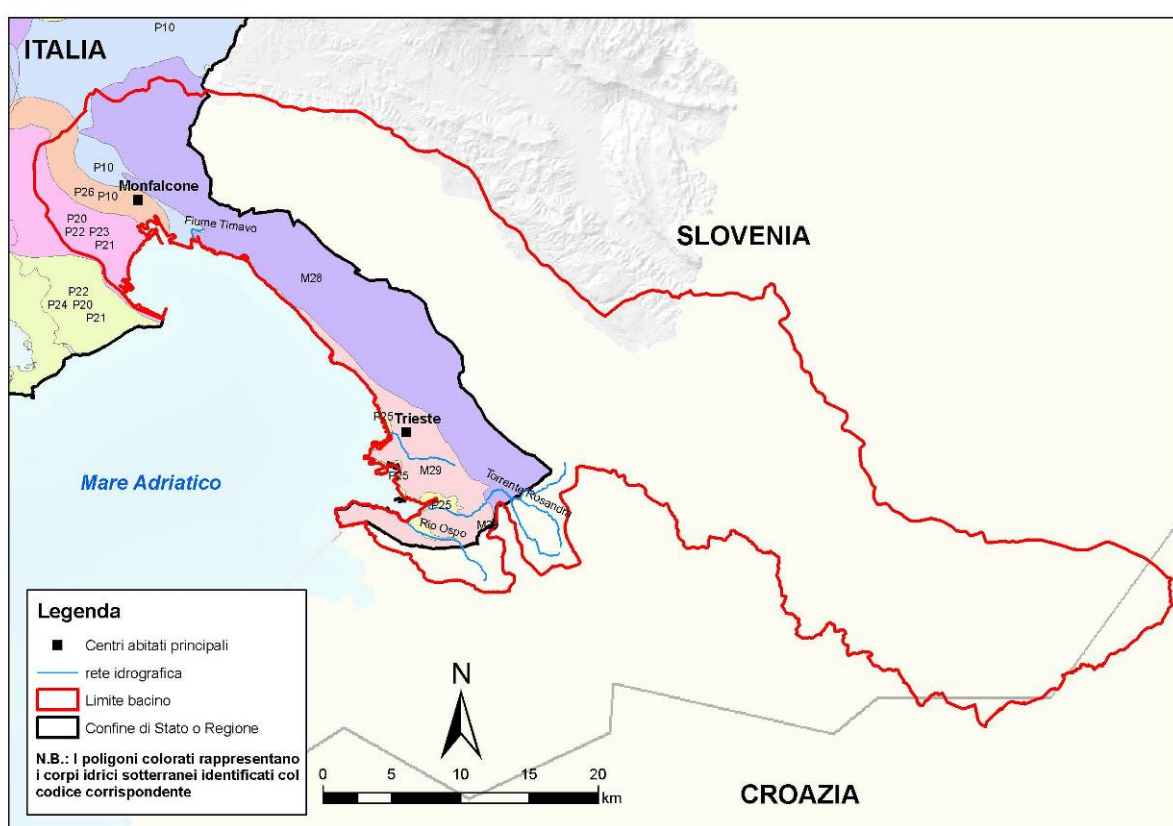 P10
ITALIA
P10
Monfalcone
P26 P10
P20
P22 P23
P21
Fiume Timavo
SLOVENIA
M28
P22
P24 P20
P21
P25
Trieste
Mare Adriatico
M29
P25
Torrente Rosandra
P25
Rio Ospo
Legenda
Centri abitati principali
rete idrografica
Limite bacino
Confine di Stato o Regione
N.B.: I poligoni colorati rappresentano
i corpi idrici sotterranei identificati col
codice corrispondente
N
0 5 10 15 20
km
CROAZIA